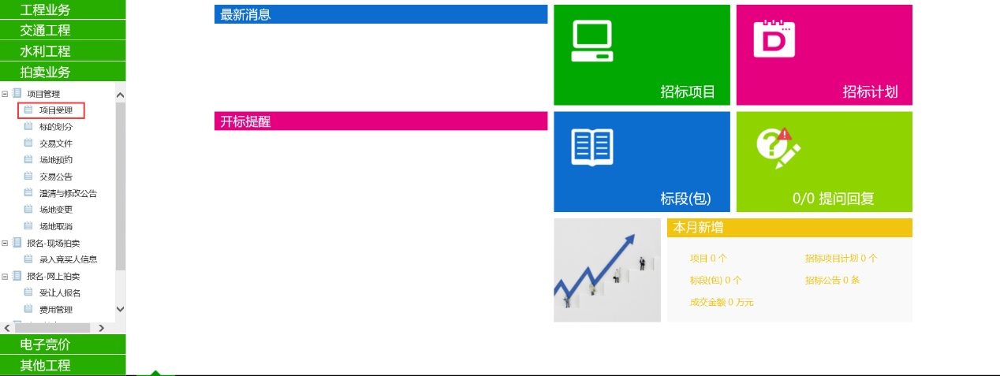 工程业务
交通工程
水利工程
拍卖业务
项目管理
项目受理
标的划分
交易文件
场地预约
交易公告
澄清与修改公告
场地变更
场地取消
报名-现场拍卖
录入竞买人信息
报名-网上拍卖
受让人报名
费用管理
电子竞价
其他工程
最新消息
开标提醒
招标项目
D
招标计划
标段(包)
0/0 提问回复
本月新增
项目 0 个
招标项目计划 0 个
标段(包) 0 个
招标公告 0 条
成交金额 0 万元